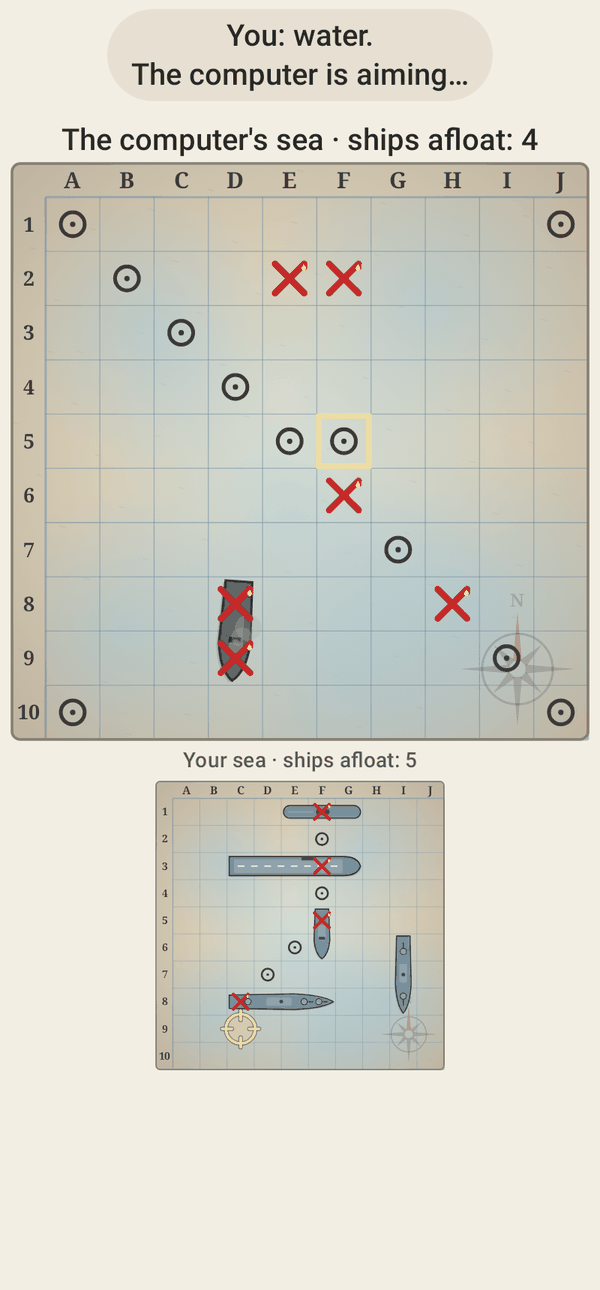 You: water.
The computer is aiming…
The computer's sea · ships afloat: 4
A B C D E F G H I J
1
2
3
4
5
6
7
8
N
9
10
Your sea · ships afloat: 5
A B C D E F G H I J
1
2
3
4
5
6
7
8
9
10